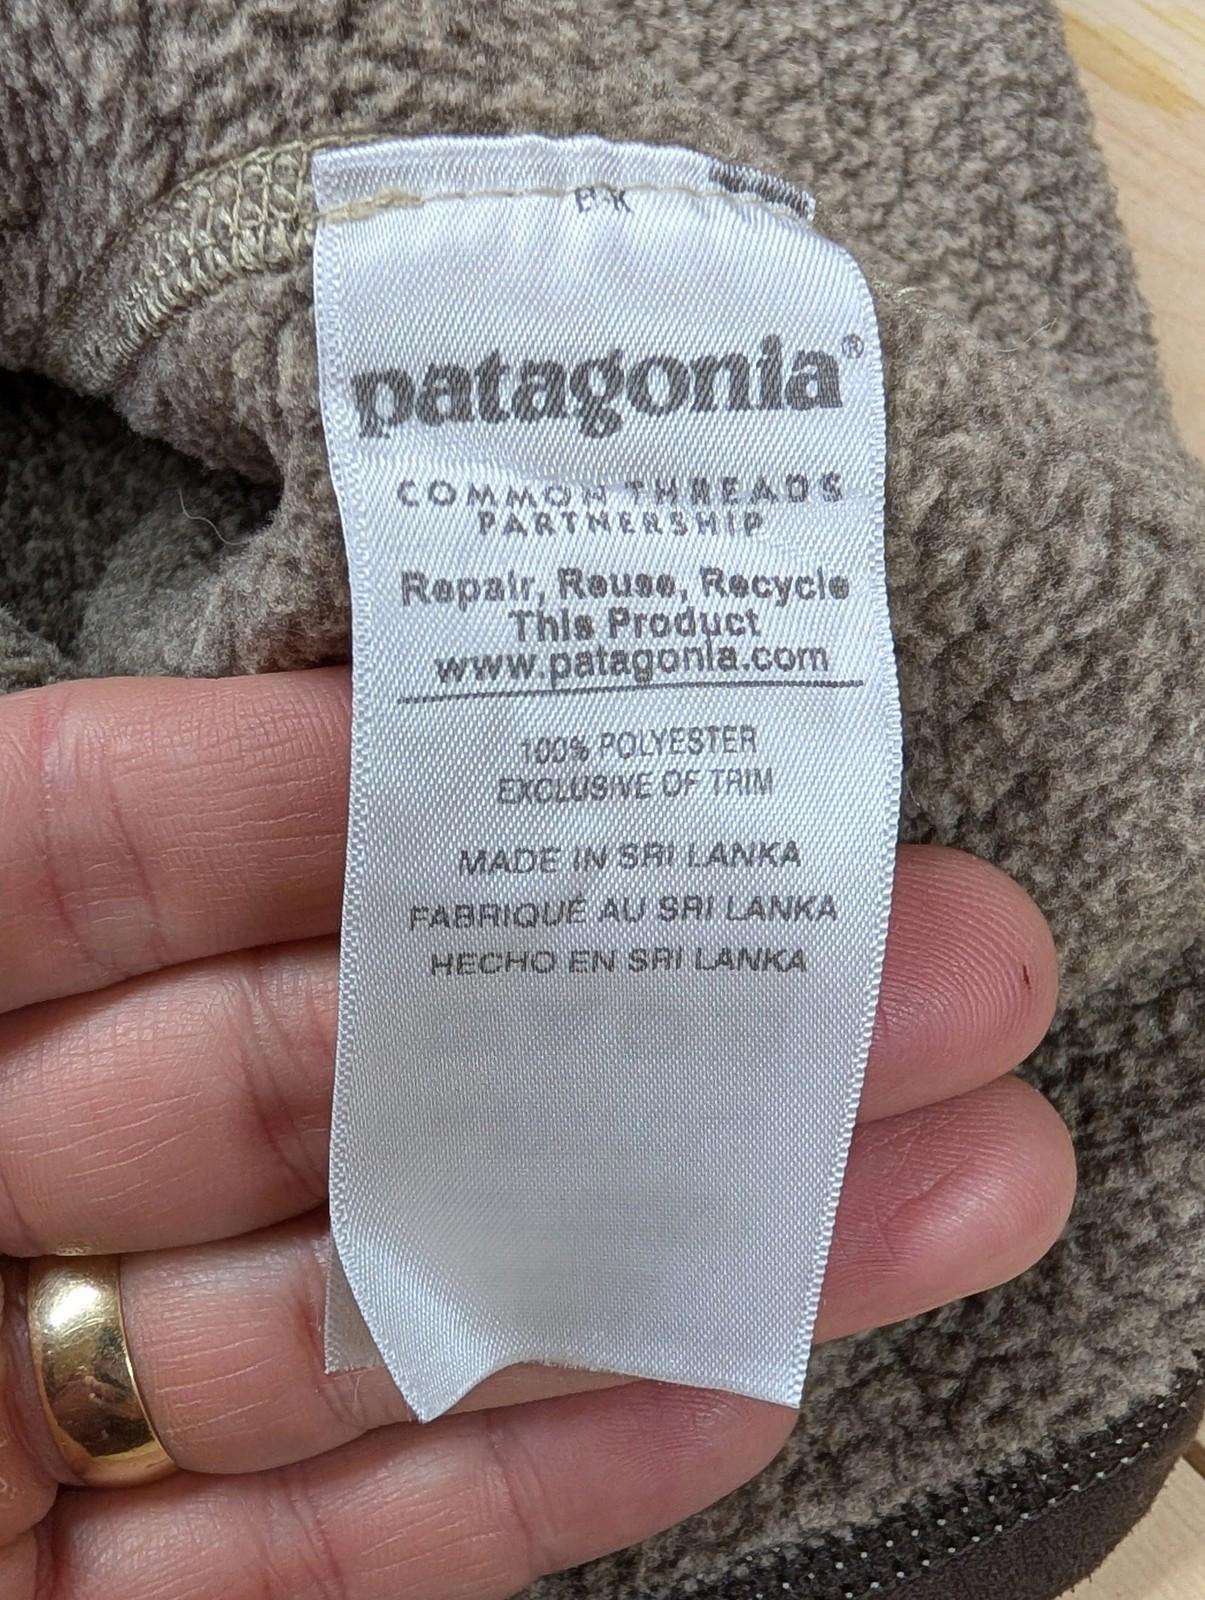 patagonia®
COMMON THREADS
PARTNERSHIP
Repair, Reuse, Recycle
This Product
www.patagonia.com
100% POLYESTER
EXCLUSIVE OF TRIM
MADE IN SRI LANKA
FABRIQUÉ AU SRI LANKA
HECHO EN SRI LANKA